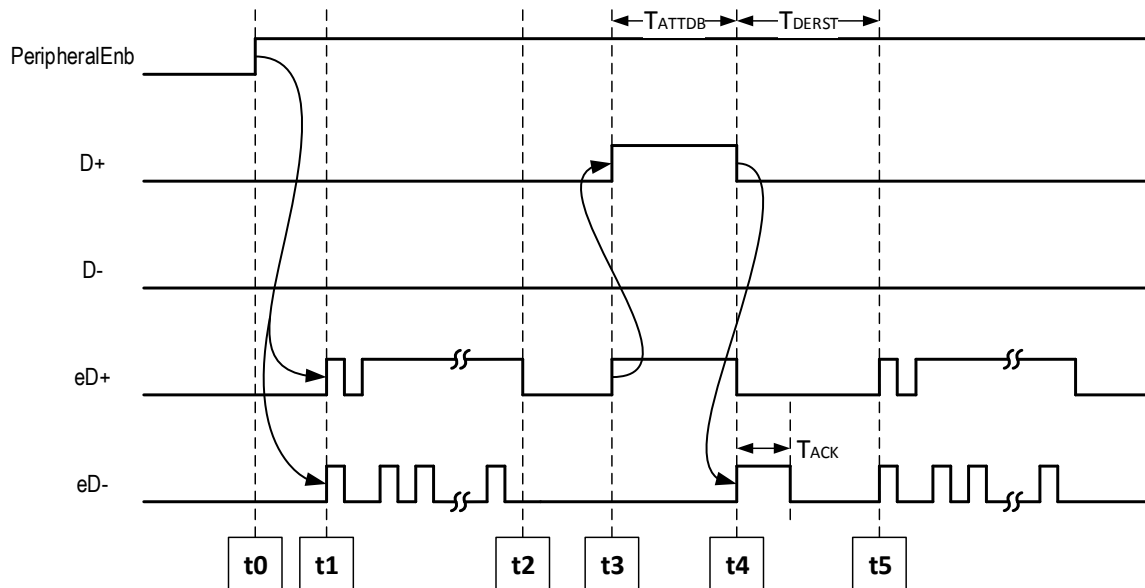 TATTDB TDERST
PeripheralEnb
D+
D-
eD+
TACK
eD-
t0 t1 t2 t3 t4 t5